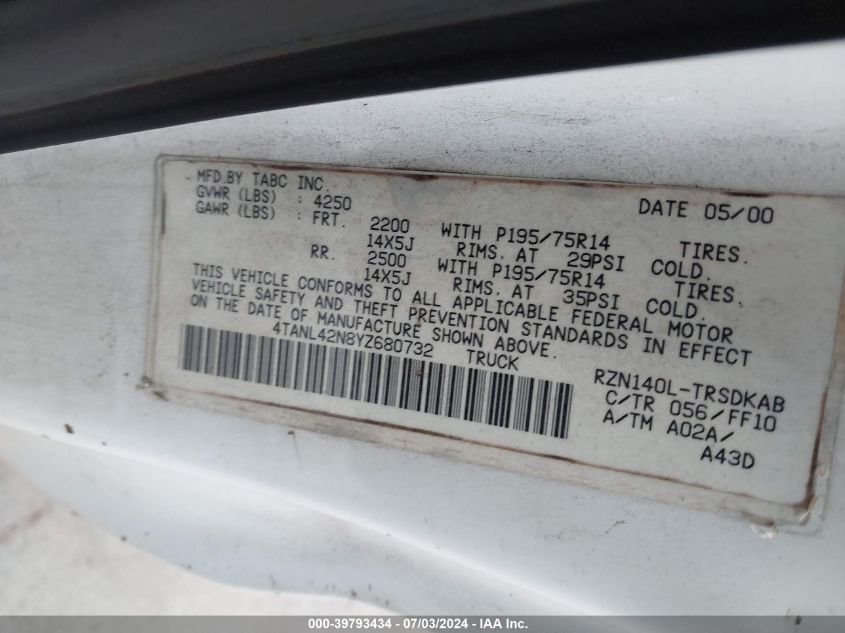 MFD.BY TABC INC. DATE 05/00
GVWR (LBS) : 4250
GAWR (LBS) : FRT. 2200 WITH P195/75R14 TIRES.
14X5J RIMS. AT 29PSI COLD.
RR. 2500 WITH P195/75R14 TIRES.
14X5J RIMS. AT 35PSI COLD.
THIS VEHICLE CONFORMS TO ALL APPLICABLE FEDERAL MOTOR
VEHICLE SAFETY AND THEFT PREVENTION STANDARDS IN EFFECT
ON THE DATE OF MANUFACTURE SHOWN ABOVE.
4TANL42N8YZ680732 TRUCK
RZN140L-TRSDKAB
C/TR 056/FF10
A/TM A02A/
A43D
000-39793434 / 07/03/2024 - IAA Inc.